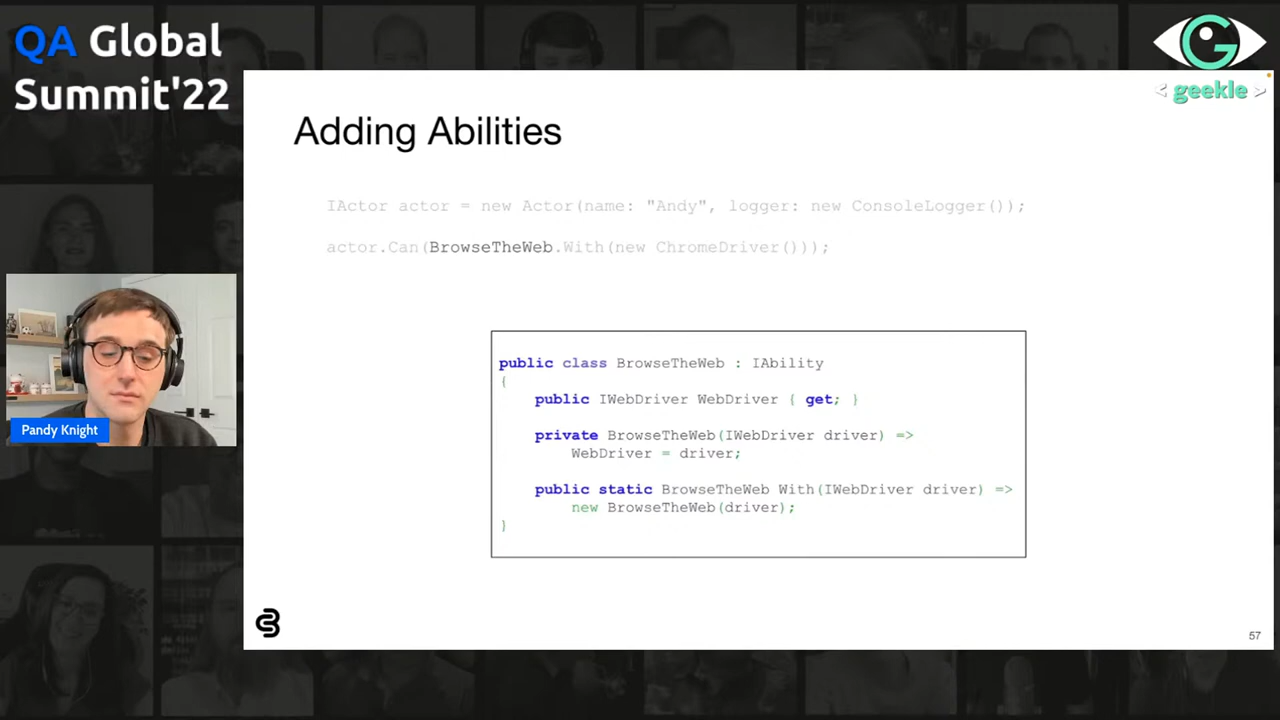 QA Global
Summit'22
< geekle >
Adding Abilities
IActor actor = new Actor(name: "Andy", logger: new ConsoleLogger());
actor.Can(BrowseTheWeb.With(new ChromeDriver()));
public class BrowseTheWeb : IAbility
{
    public IWebDriver WebDriver { get; }
    private BrowseTheWeb(IWebDriver driver) =>
        WebDriver = driver;
    public static BrowseTheWeb With(IWebDriver driver) =>
        new BrowseTheWeb(driver);
}
Pandy Knight
57